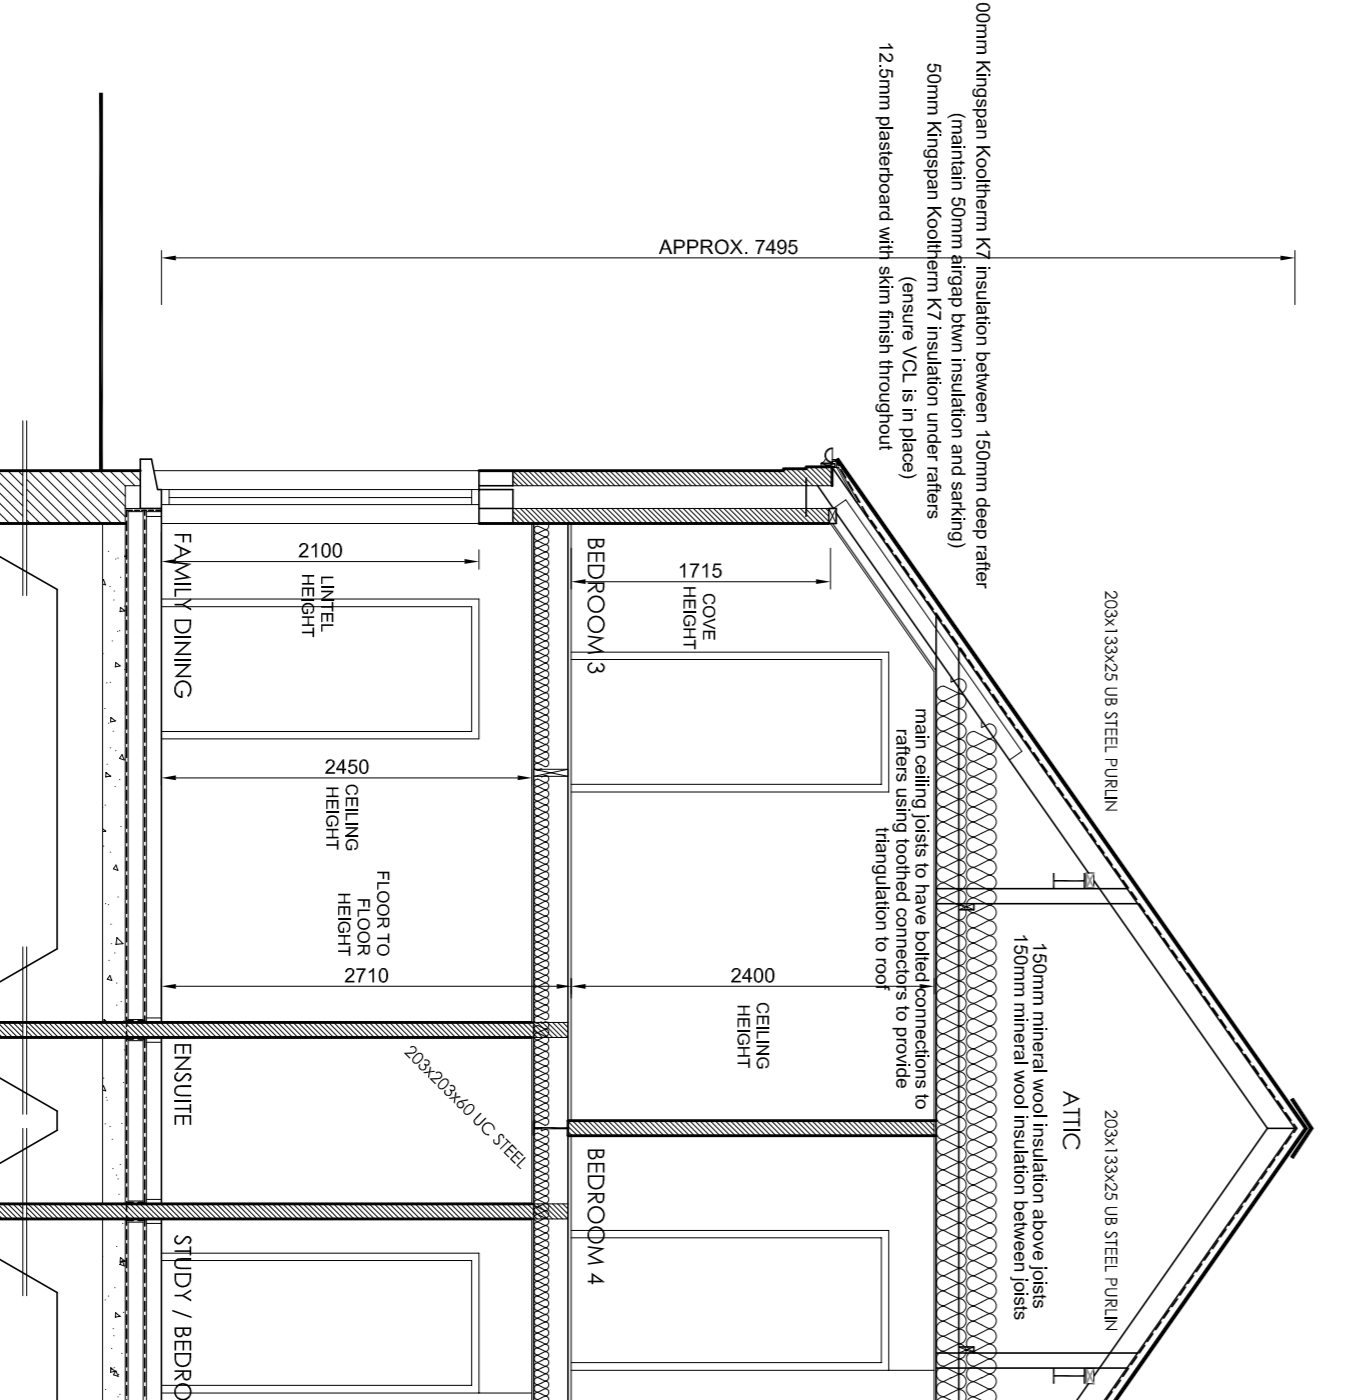 00mm Kingspan Kooltherm K7 insulation between 150mm deep rafter
(maintain 50mm airgap btwn insulation and sarking)
50mm Kingspan Kooltherm K7 insulation under rafters
(ensure VCL is in place)
12.5mm plasterboard with skim finish throughout
203x133x25 UB STEEL PURLIN
203x133x25 UB STEEL PURLIN
ATTIC
150mm mineral wool insulation above joists
150mm mineral wool insulation between joists
main ceiling joists to have bolted connections to
rafters using toothed connectors to provide
triangulation to roof
APPROX. 7495
1715
COVE
HEIGHT
2400
CEILING
HEIGHT
BEDROOM 3
BEDROOM 4
203x203x60 UC STEEL
2100
LINTEL
HEIGHT
2450
CEILING
HEIGHT
FLOOR TO
FLOOR
HEIGHT
2710
FAMILY DINING
ENSUITE
STUDY / BEDRO